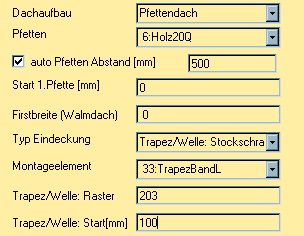 Dachaufbau Pfettendach
Pfetten 6:Holz20Q
auto Pfetten Abstand [mm] 500
Start 1.Pfette [mm] 0
Firstbreite (Walmdach) 0
Typ Eindeckung Trapez/Welle: Stockschra
Montageelement 33:TrapezBandL
Trapez/Welle: Raster 203
Trapez/Welle: Start[mm] 100